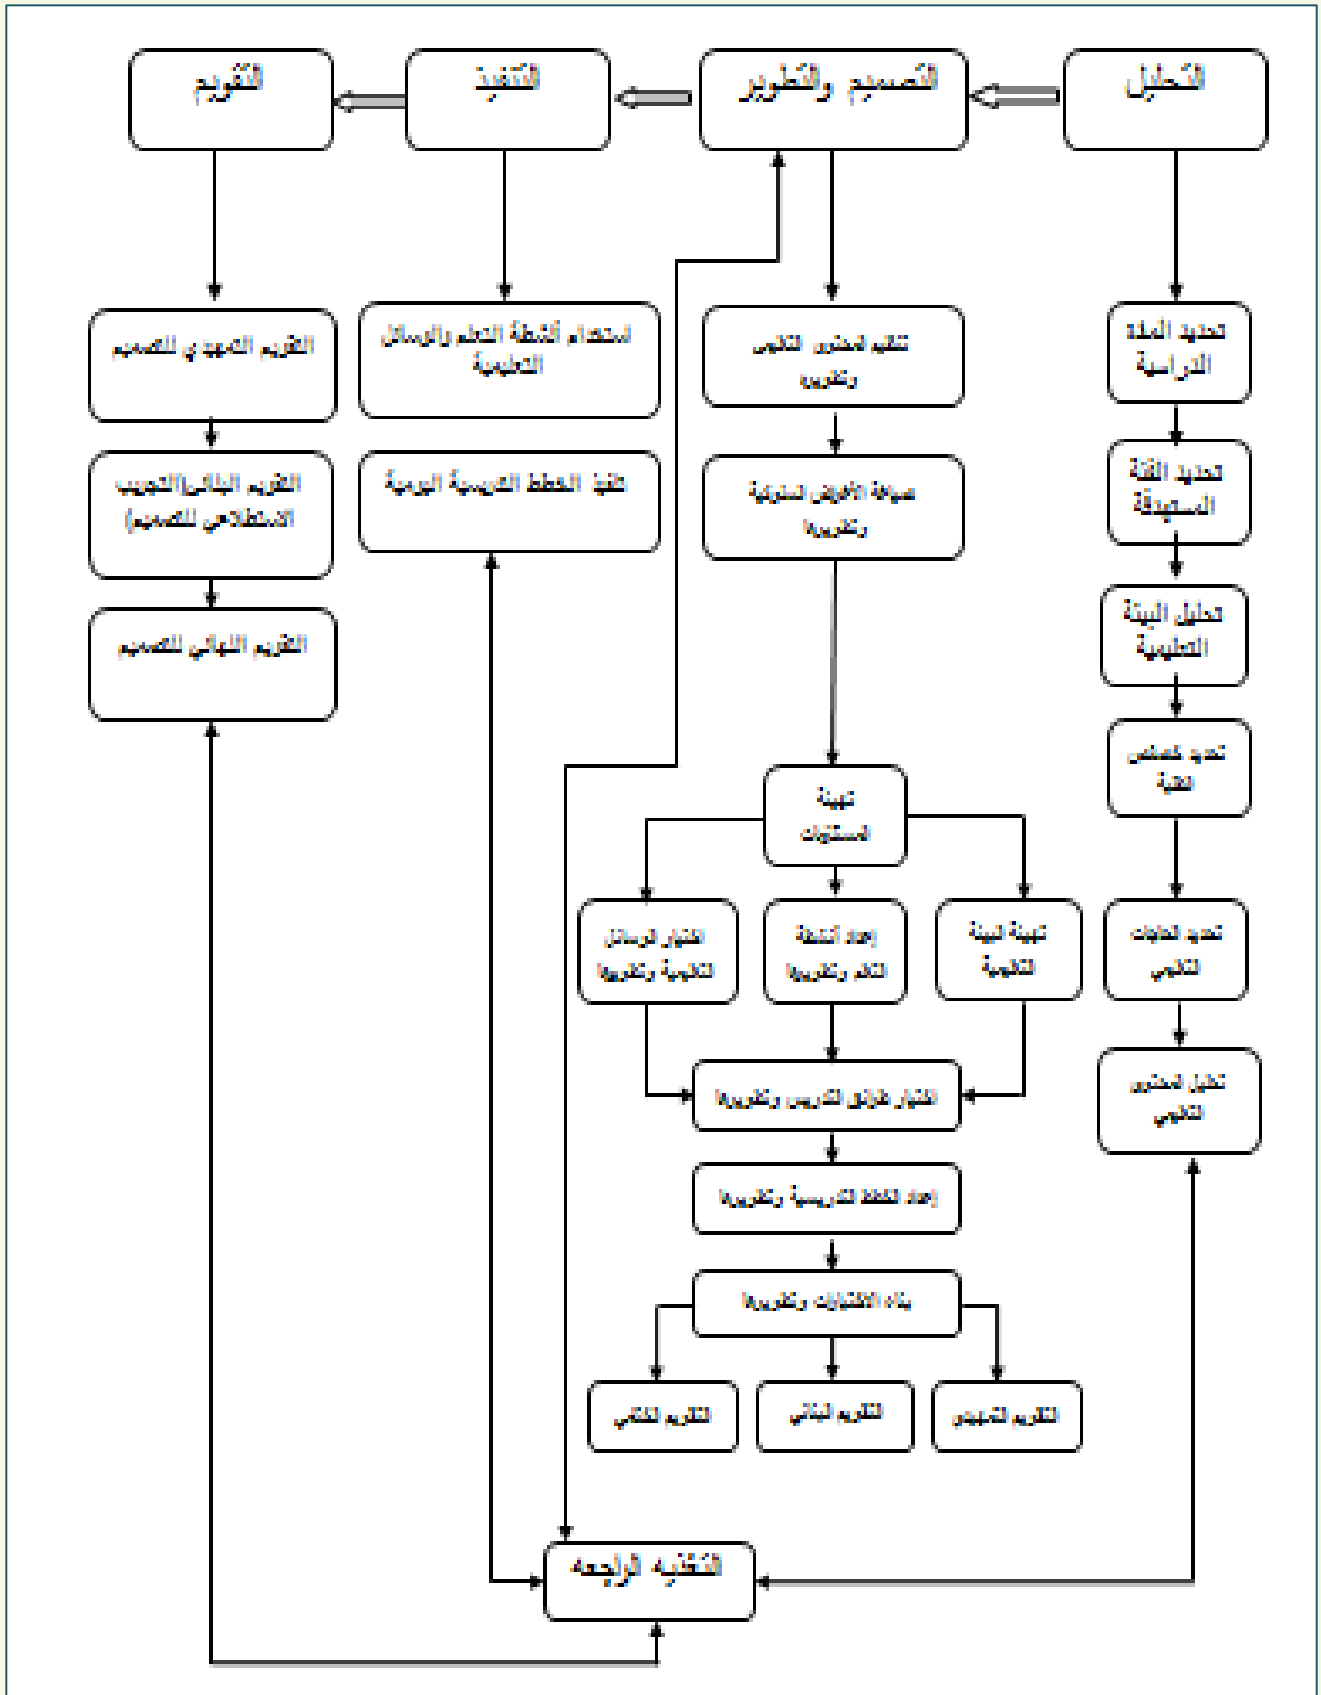 التحليل
التصميم والتطوير
التنفيذ
التقويم
تحديد المادة
الدراسية
تحديد الفئة
المستهدفة
تحليل البيئة
التعليمية
تحديد خصائص
الفئة
تحديد الحاجات
التعليمي
تحليل المحتوى
التعليمي
تنظيم المحتوى التعليمي
وتطويره
صياغة الأغراض السلوكية
وتطويرها
تهيئة
المستلزمات
تهيئة البيئة
التعليمية
إعداد أنشطة
التعلم وتطويرها
اختيار الوسائل
التعليمية وتطويرها
اختيار طرائق التدريس وتطويرها
إعداد الخطط التدريسية وتطويرها
بناء الاختبارات وتطويرها
التقويم التمهيدي
التقويم البنائي
التقويم الختامي
استخدام أنشطة التعلم والوسائل
التعليمية
تنفيذ الخطط التدريسية اليومية
التقويم التمهيدي للتصميم
التقويم البنائي(التجريب
الاستطلاعي للتصميم)
التقويم النهائي للتصميم
التغذيه الراجعه